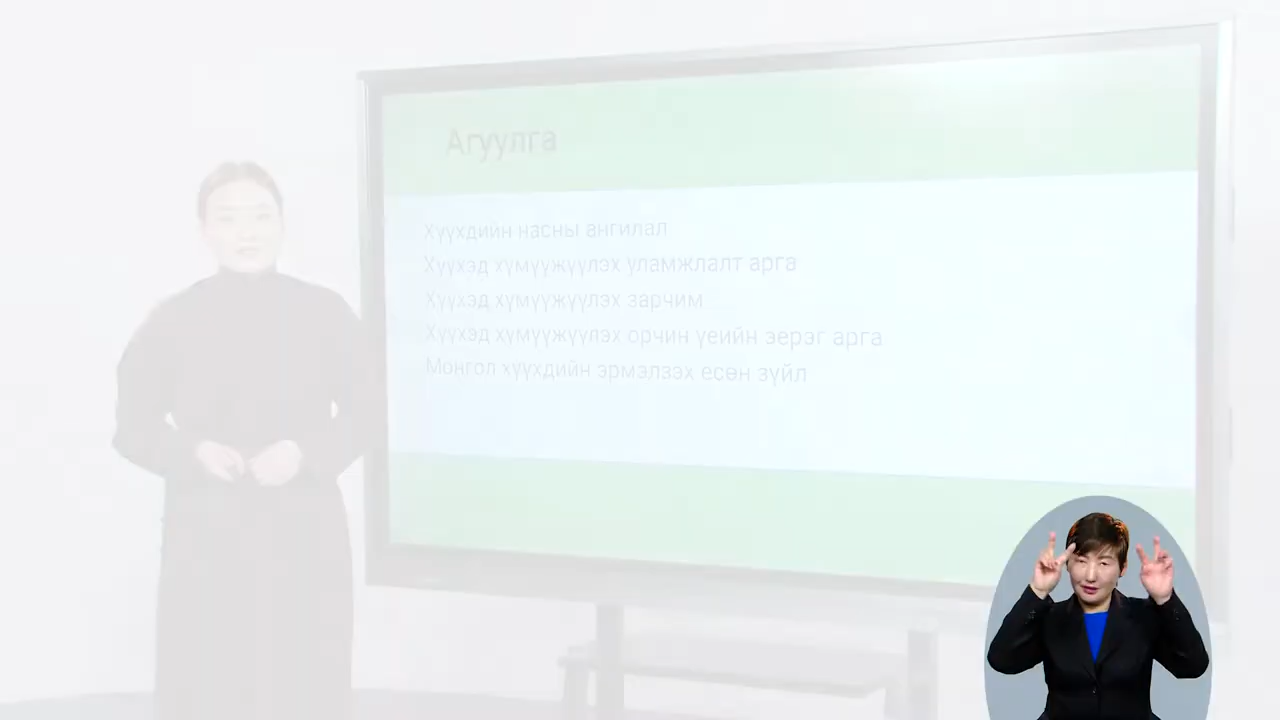 Агуулга
Хүүхдийн насны ангилал
Хүүхэд хүмүүжүүлэх уламжлалт арга
Хүүхэд хүмүүжүүлэх зарчим
Хүүхэд хүмүүжүүлэх орчин үеийн эерэг арга
Монгол хүүхдийн эрмэлзэх есөн зүйл